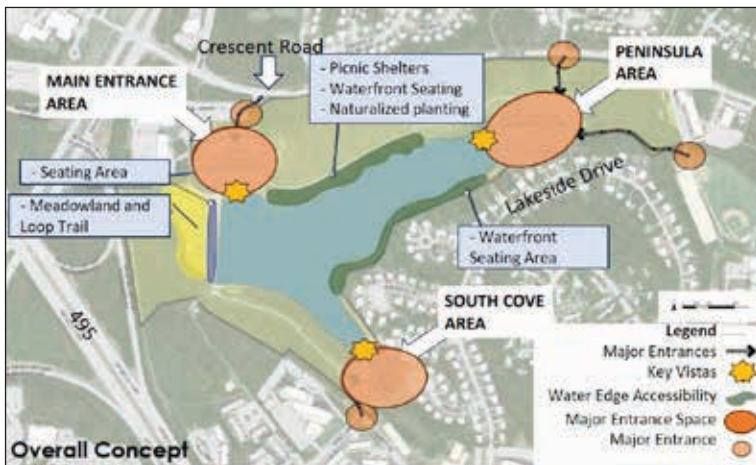 Crescent Road
MAIN ENTRANCE
AREA
- Picnic Shelters
- Waterfront Seating
- Naturalized planting
PENINSULA
AREA
- Seating Area
- Meadowland and
Loop Trail
Lakeside Drive
- Waterfront
Seating Area
495
SOUTH COVE
AREA
Legend
Major Entrances
Key Vistas
Water Edge Accessibility
Major Entrance Space
Major Entrance
Overall Concept